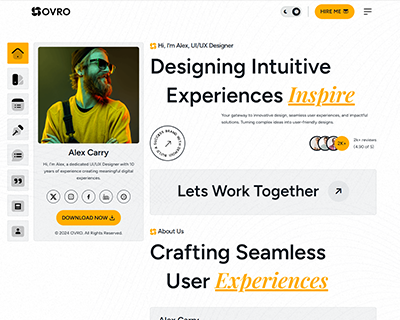 OVRO
HIRE ME
Hi, I'm Alex, UI/UX Designer
Designing Intuitive
Experiences Inspire
Your gateway to innovative design, seamless user experiences, and impactful
solutions. Turning complex ideas into user-friendly designs.
2K+
2k+ reviews
(4.90 of 5)
Lets Work Together
Alex Carry
Hi, I'm Alex, a dedicated UI/UX Designer with 10
years of experience creating meaningful digital
experiences.
DOWNLOAD NOW
© 2024 OVRO. All Rights Reserved.
About Us
Crafting Seamless
User Experiences
Alex Carry